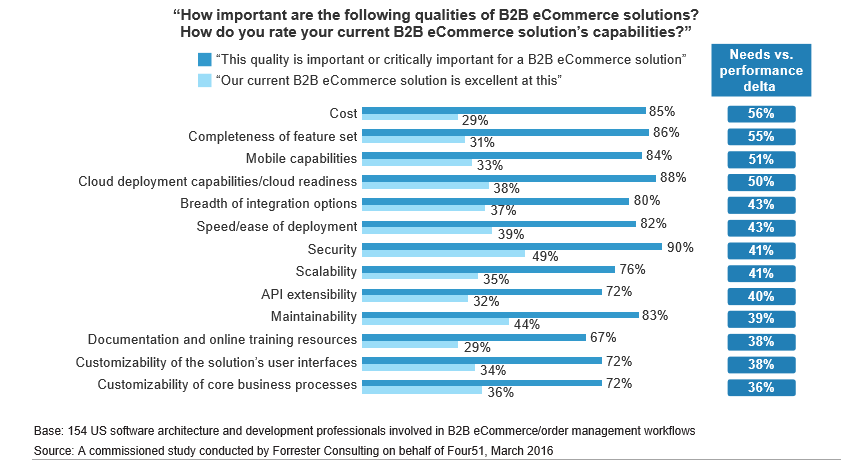 “How important are the following qualities of B2B eCommerce solutions?
How do you rate your current B2B eCommerce solution’s capabilities?”
“This quality is important or critically important for a B2B eCommerce solution”
“Our current B2B eCommerce solution is excellent at this”
Needs vs.
performance
delta
Cost 85% 56%
29%
Completeness of feature set 86% 55%
31%
Mobile capabilities 84% 51%
33%
Cloud deployment capabilities/cloud readiness 88% 50%
38%
Breadth of integration options 80% 43%
37%
Speed/ease of deployment 82% 43%
39%
Security 90% 41%
49%
Scalability 76% 41%
35%
API extensibility 72% 40%
32%
Maintainability 83% 39%
44%
Documentation and online training resources 67% 38%
29%
Customizability of the solution’s user interfaces 72% 38%
34%
Customizability of core business processes 72% 36%
36%
Base: 154 US software architecture and development professionals involved in B2B eCommerce/order management workflows
Source: A commissioned study conducted by Forrester Consulting on behalf of Four51, March 2016